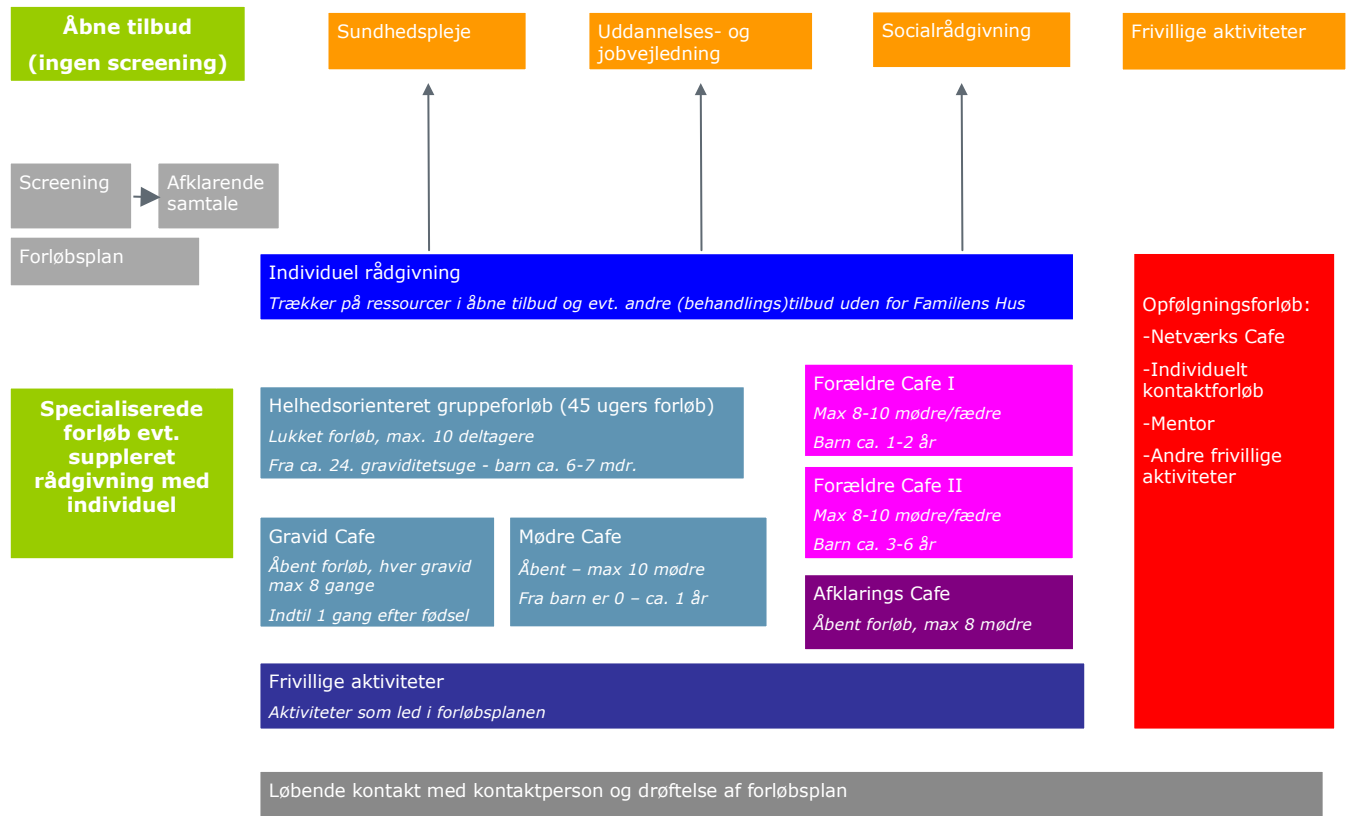 Åbne tilbud
(ingen screening)
Sundhedspleje
Uddannelses- og
jobvejledning
Socialrådgivning
Frivillige aktiviteter
Screening
Afklarende
samtale
Forløbsplan
Individuel rådgivning
Trækker på ressourcer i åbne tilbud og evt. andre (behandlings)tilbud uden for Familiens Hus
Opfølgningsforløb:
-Netværks Cafe
-Individuelt
kontaktforløb
-Mentor
-Andre frivillige
aktiviteter
Specialiserede
forløb evt.
suppleret
rådgivning med
individuel
Helhedsorienteret gruppeforløb (45 ugers forløb)
Lukket forløb, max. 10 deltagere
Fra ca. 24. graviditetsuge - barn ca. 6-7 mdr.
Forældre Cafe I
Max 8-10 mødre/fædre
Barn ca. 1-2 år
Forældre Cafe II
Max 8-10 mødre/fædre
Barn ca. 3-6 år
Gravid Cafe
Åbent forløb, hver gravid
max 8 gange
Indtil 1 gang efter fødsel
Mødre Cafe
Åbent – max 10 mødre
Fra barn er 0 – ca. 1 år
Afklarings Cafe
Åbent forløb, max 8 mødre
Frivillige aktiviteter
Aktiviteter som led i forløbsplanen
Løbende kontakt med kontaktperson og drøftelse af forløbsplan